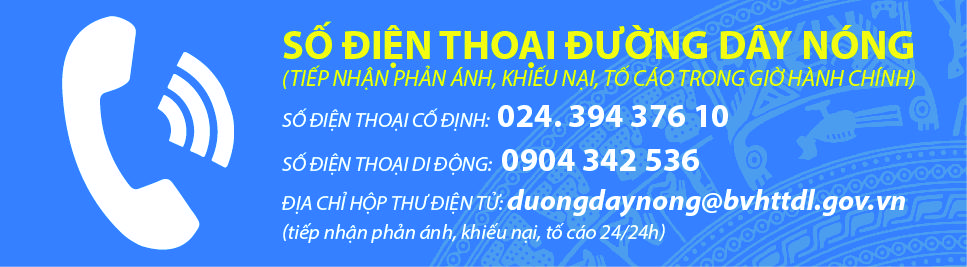 SỐ ĐIỆN THOẠI ĐƯỜNG DÂY NÓNG
(TIẾP NHẬN PHẢN ÁNH, KHIẾU NẠI, TỐ CÁO TRONG GIỜ HÀNH CHÍNH)
SỐ ĐIỆN THOẠI CỐ ĐỊNH: 024. 394 376 10
SỐ ĐIỆN THOẠI DI ĐỘNG: 0904 342 536
ĐỊA CHỈ HỘP THƯ ĐIỆN TỬ: duongdaynong@bvhttdl.gov.vn
(tiếp nhận phản ánh, khiếu nại, tố cáo 24/24h)